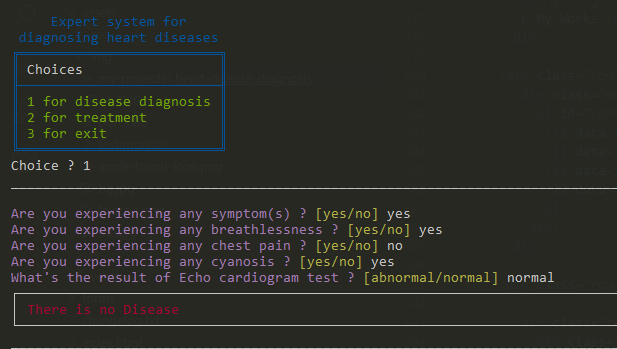 Expert system for
diagnosing heart diseases
Choices
1 for disease diagnosis
2 for treatment
3 for exit
Choice ? 1
Are you experiencing any symptom(s) ? [yes/no] yes
Are you experiencing any breathlessness ? [yes/no] yes
Are you experiencing any chest pain ? [yes/no] no
Are you experiencing any cyanosis ? [yes/no] yes
What's the result of Echo cardiogram test ? [abnormal/normal] normal
There is no Disease